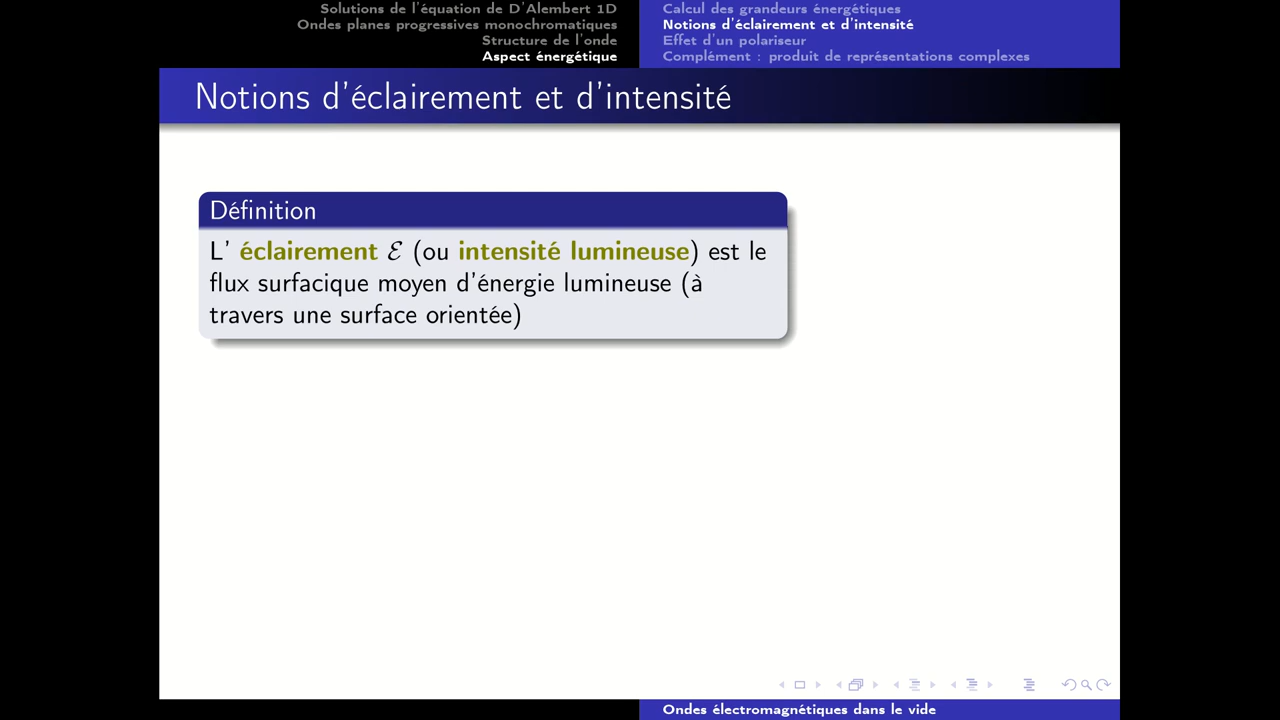 Solutions de l'équation de D'Alembert 1D
Ondes planes progressives monochromatiques
Structure de l'onde
Aspect énergétique
Calcul des grandeurs énergétiques
Notions d'éclairement et d'intensité
Effet d'un polariseur
Complément : produit de représentations complexes
Notions d'éclairement et d'intensité
Définition
L' éclairement ℰ (ou intensité lumineuse) est le
flux surfacique moyen d'énergie lumineuse (à
travers une surface orientée)
Ondes électromagnétiques dans le vide